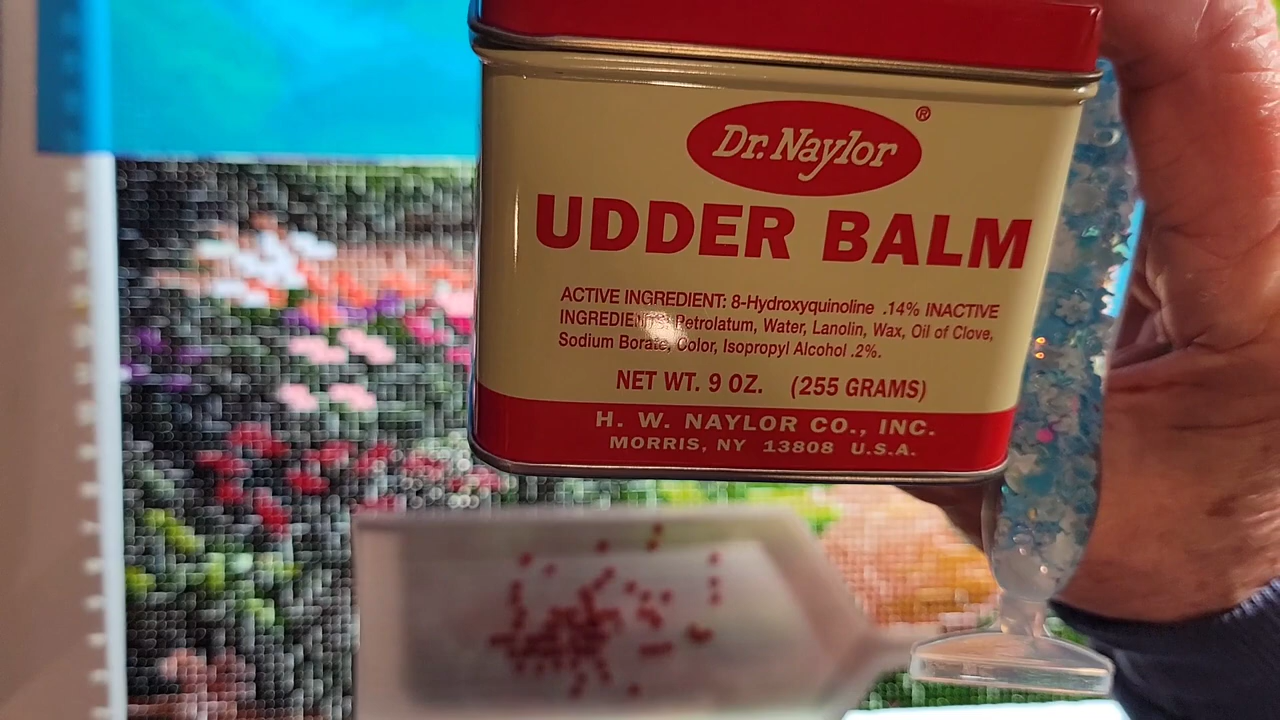 Dr. Naylor ®
UDDER BALM
ACTIVE INGREDIENT: 8-Hydroxyquinoline .14% INACTIVE
INGREDIENTS: Petrolatum, Water, Lanolin, Wax, Oil of Clove,
Sodium Borate, Color, Isopropyl Alcohol .2%.
NET WT. 9 OZ. (255 GRAMS)
H. W. NAYLOR CO., INC.
MORRIS, NY 13808 U.S.A.